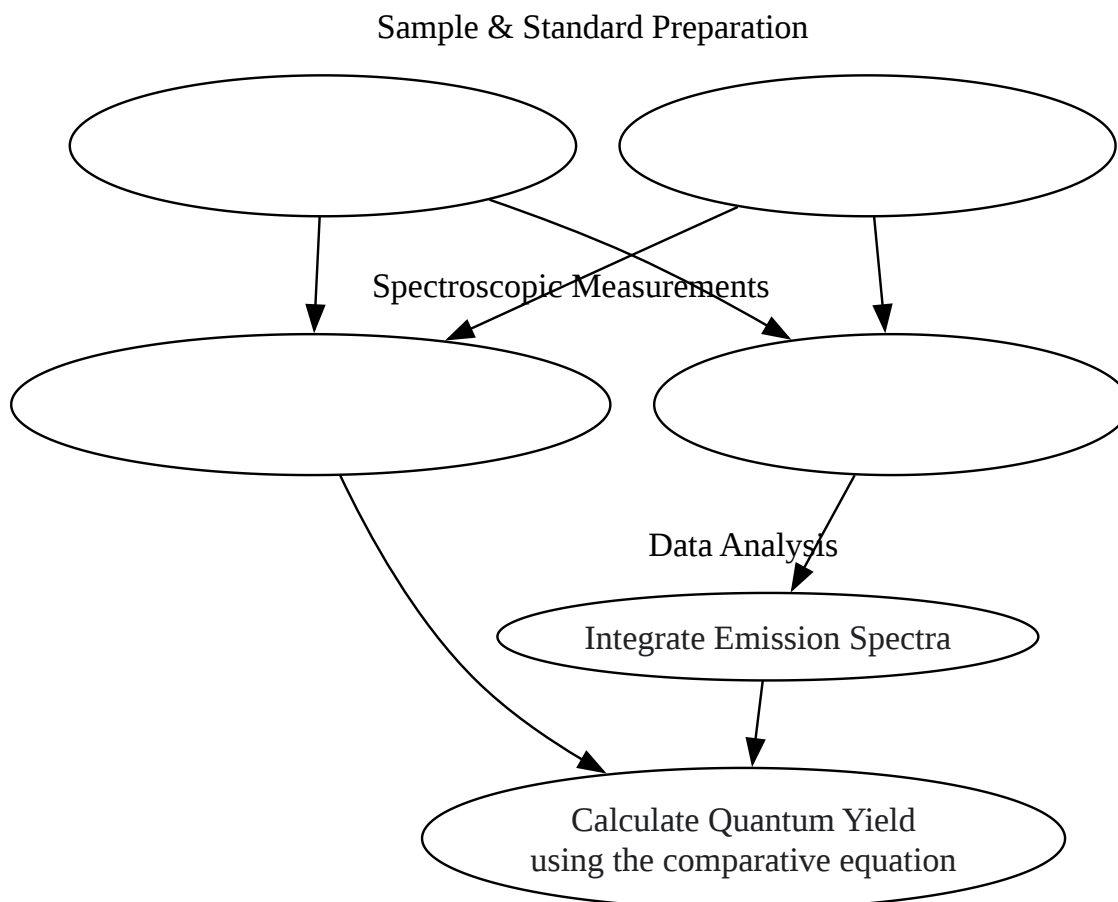 Sample & Standard Preparation
Spectroscopic Measurements
Data Analysis
Integrate Emission Spectra
Calculate Quantum Yield
using the comparative equation